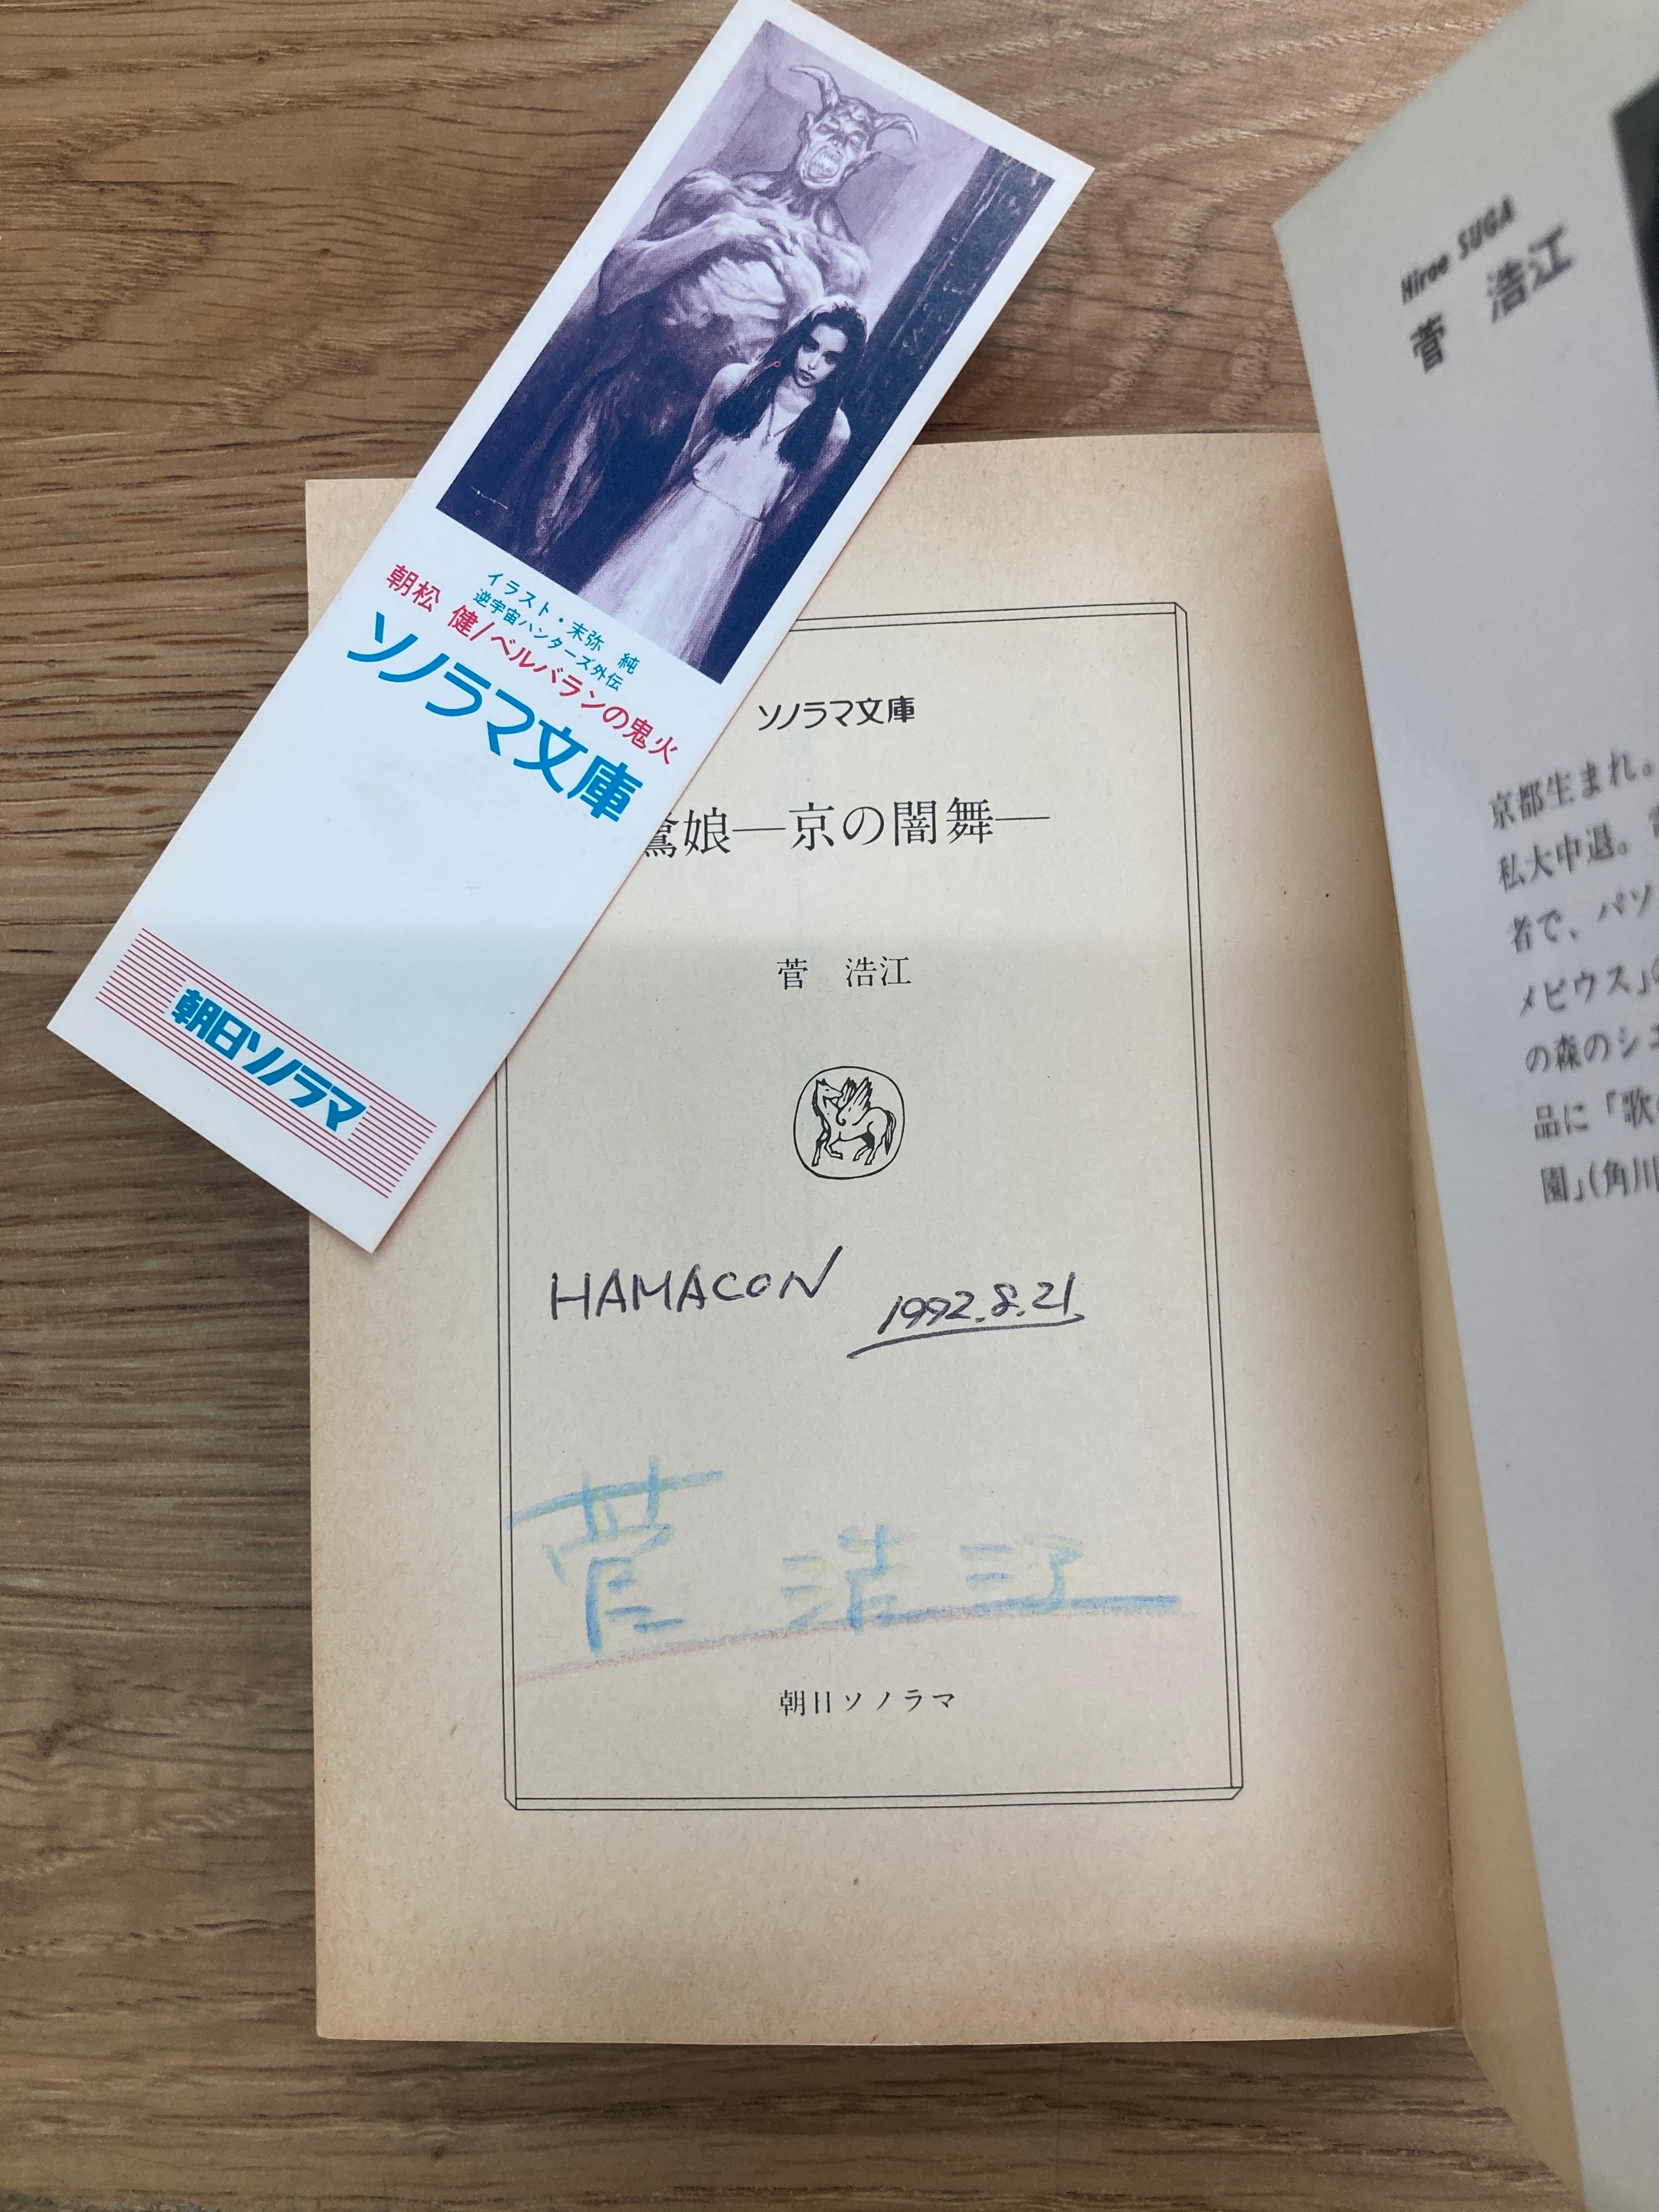 イラスト・末弥 純
逆宇宙ハンターズ外伝
朝松 健/ベルバランの鬼火
ソノラマ文庫
朝日ソノラマ
ソノラマ文庫
鷺娘―京の闇舞―
菅 浩江
HAMACON 1992.8.21.
菅 浩江
朝日ソノラマ
Hiroe SUGA
菅 浩江
京都生まれ。
私大中退。
者で、パソ
メビウス」の
の森のシエ
品に「歌の
園」(角川